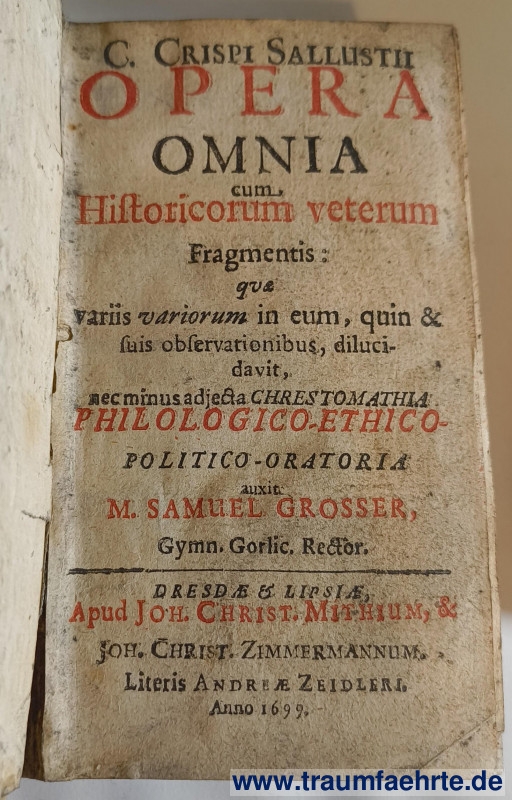 C. CRISPI SALLUSTII
OPERA
OMNIA
cum
Hiſtoricorum veterum
Fragmentis:
quæ
variis variorum in eum, quin &
ſuis obſervationibus, diluci-
davit,
nec minus adjecta CHRESTOMATHIA
PHILOLOGICO-ETHICO-
POLITICO-ORATORIA
auxit
M. SAMUEL GROSSER,
Gymn. Gorlic. Rector.
DRESDÆ & LIPSIÆ,
Apud JOH. CHRIST. MITHIUM, &
JOH. CHRIST. ZIMMERMANNUM.
Literis ANDREÆ ZEIDLERI,
Anno 1699.
www.traumfaehrte.de